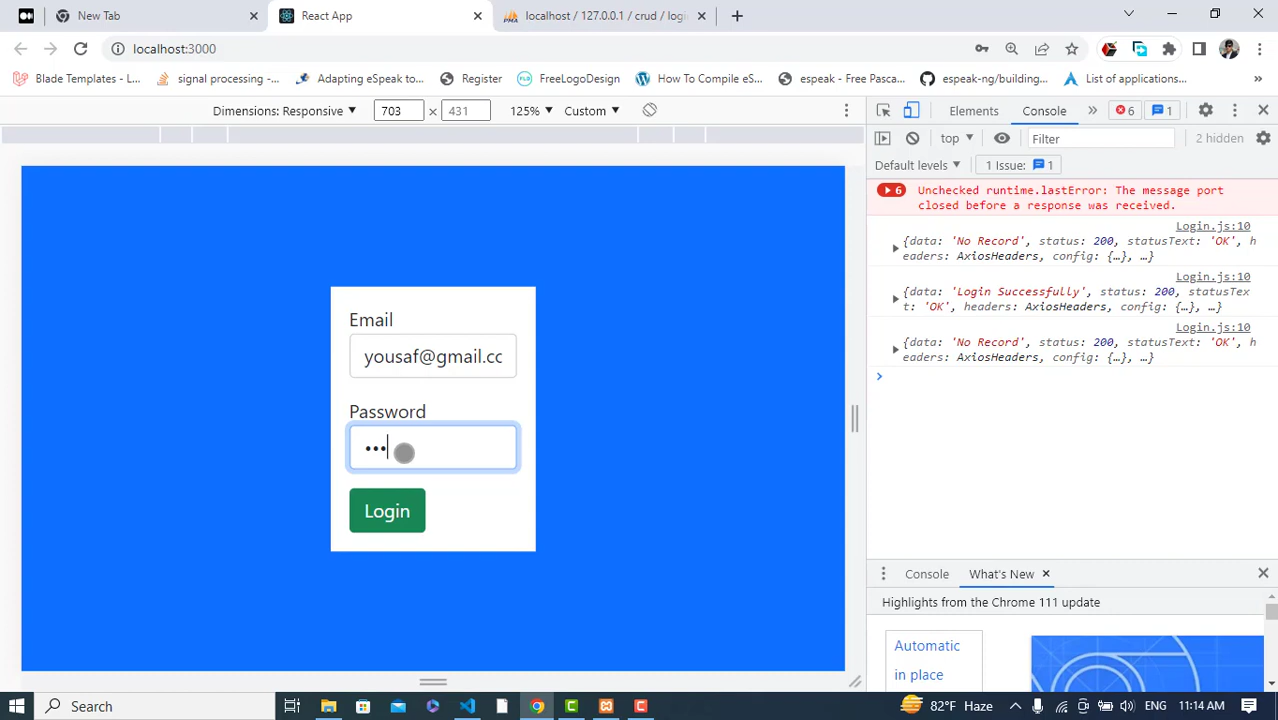 New Tab
React App
localhost / 127.0.0.1 / crud / logi
localhost:3000
Blade Templates - L...
signal processing -...
Adapting eSpeak to...
Register
FreeLogoDesign
How To Compile eS...
espeak - Free Pasca...
espeak-ng/building...
List of applications...
»
Dimensions: Responsive
703 × 431
125%
Custom
Elements
Console
»
6
1
top
Filter
2 hidden
Default levels
1 Issue: 1
6
Unchecked runtime.lastError: The message port
closed before a response was received.
Login.js:10
{data: 'No Record', status: 200, statusText: 'OK', h
eaders: AxiosHeaders, config: {…}, …}
Login.js:10
{data: 'Login Successfully', status: 200, statusTex
t: 'OK', headers: AxiosHeaders, config: {…}, …}
Login.js:10
{data: 'No Record', status: 200, statusText: 'OK', h
eaders: AxiosHeaders, config: {…}, …}
Email
yousaf@gmail.cc
Password
•••
Login
Console
What's New
Highlights from the Chrome 111 update
Automatic
in place
Search
82°F Haze
ENG
11:14 AM